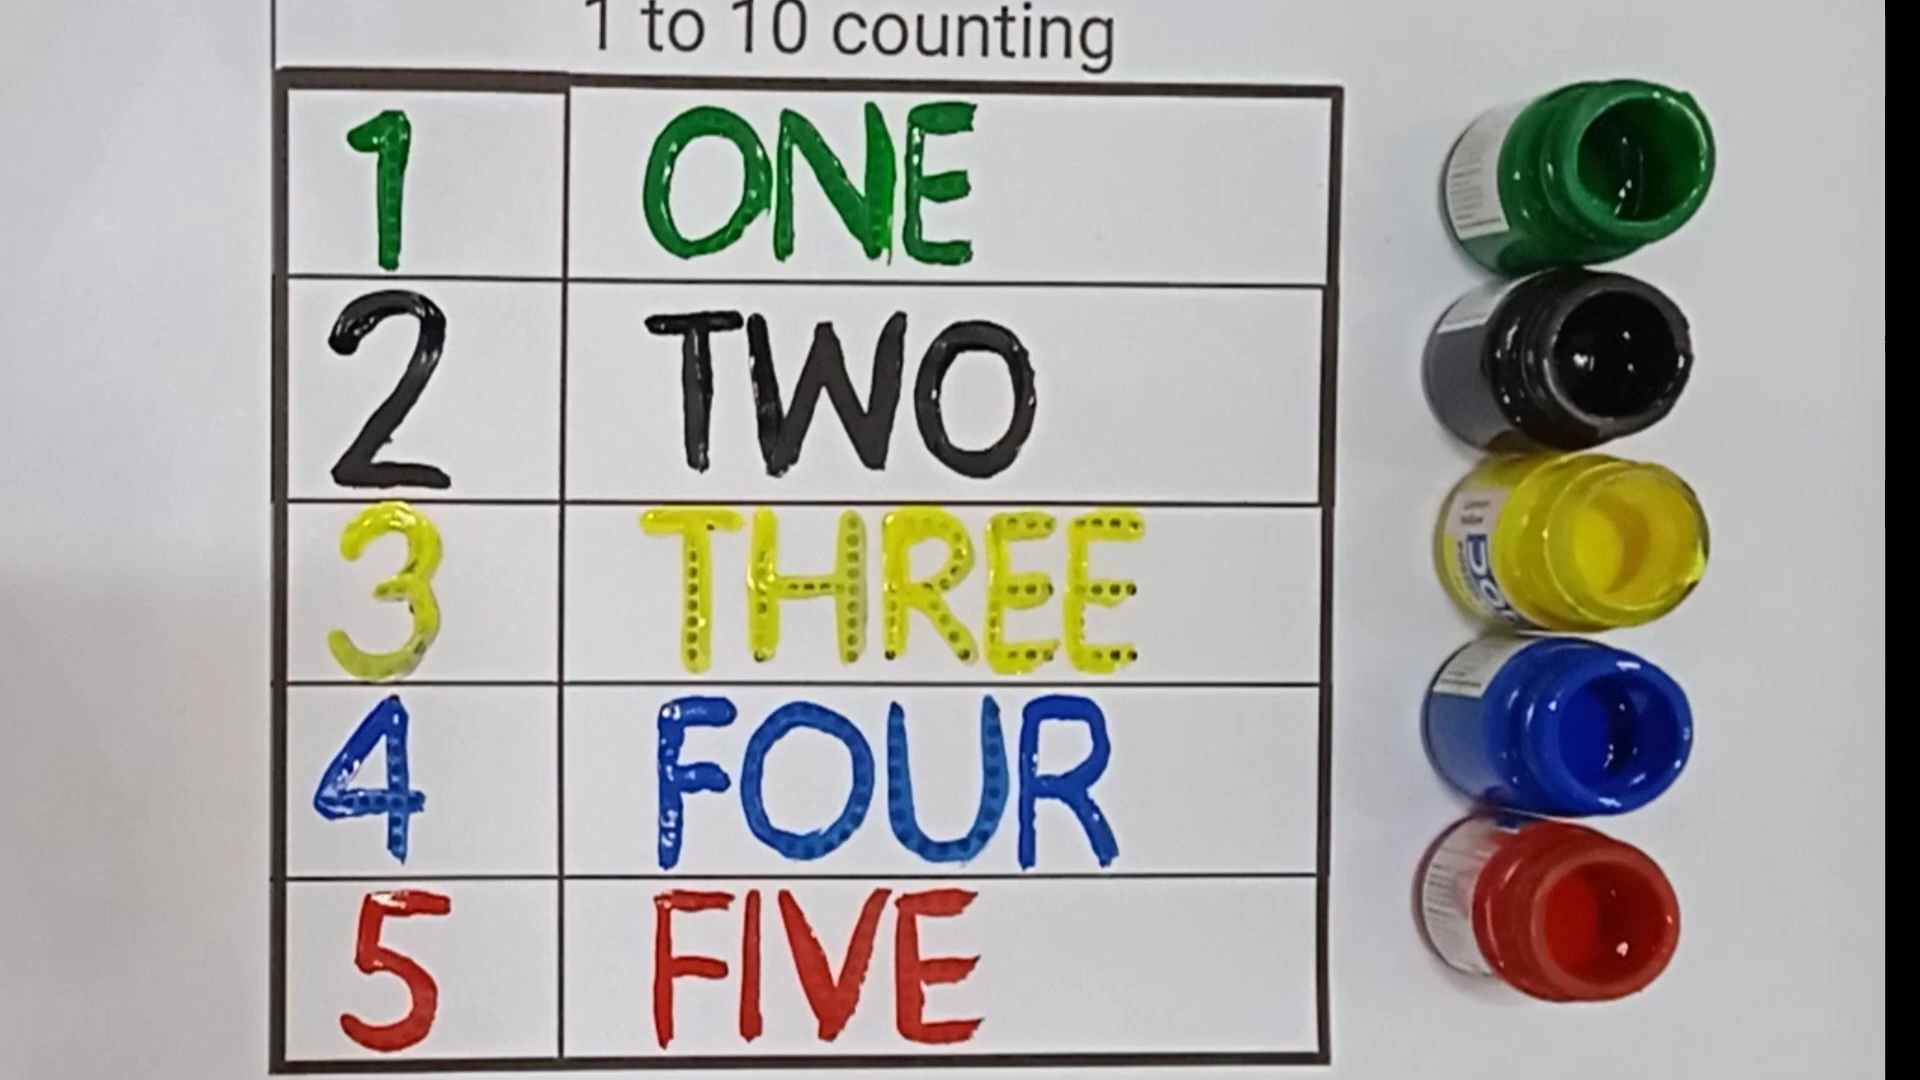 1 to 10 counting
1 ONE
2 TWO
3 THREE
4 FOUR
5 FIVE